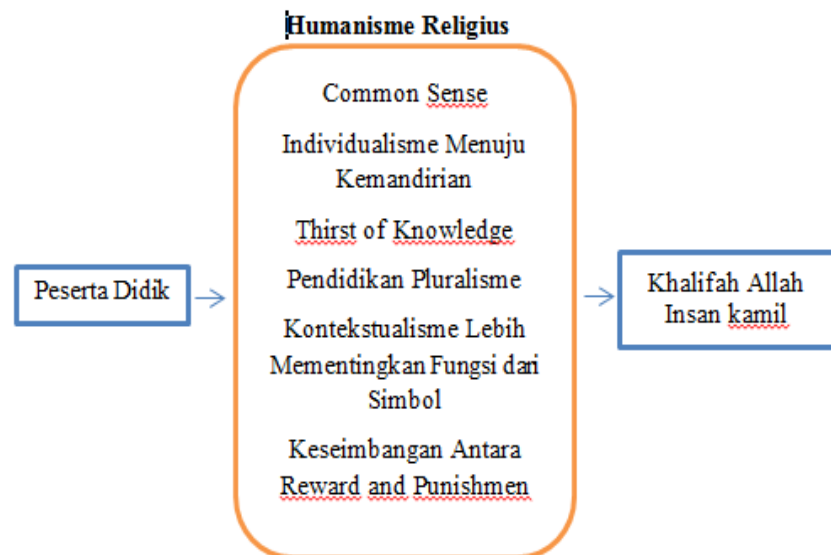 Humanisme Religius
Common Sense
Individualisme Menuju
Kemandirian
Thirst of Knowledge
Pendidikan Pluralisme
Kontekstualisme Lebih
Mementingkan Fungsi dari
Simbol
Keseimbangan Antara
Reward and Punishmen
Peserta Didik
Khalifah Allah
Insan kamil